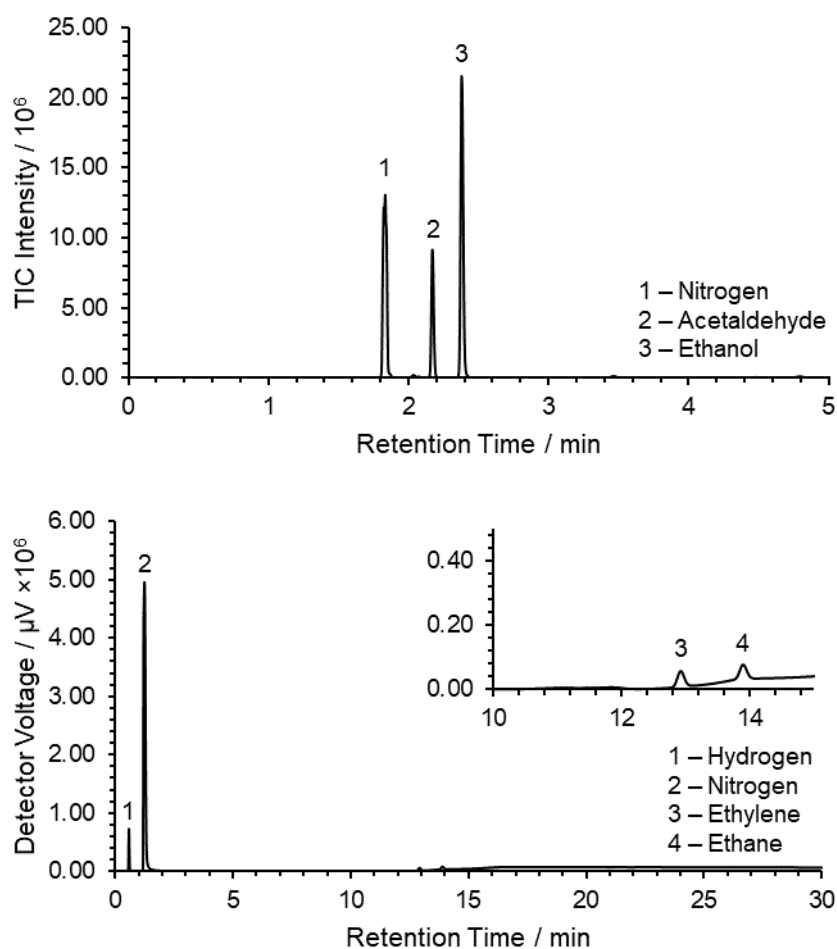 25.00
20.00
15.00
10.00
5.00
0.00
TIC Intensity / 10⁶
1
2
3
1 – Nitrogen
2 – Acetaldehyde
3 – Ethanol
0 1 2 3 4 5
Retention Time / min
6.00
5.00
4.00
3.00
2.00
1.00
0.00
Detector Voltage / µV ×10⁶
1
2
0.40
0.20
0.00
3 4
10 12 14
1 – Hydrogen
2 – Nitrogen
3 – Ethylene
4 – Ethane
0 5 10 15 20 25 30
Retention Time / min